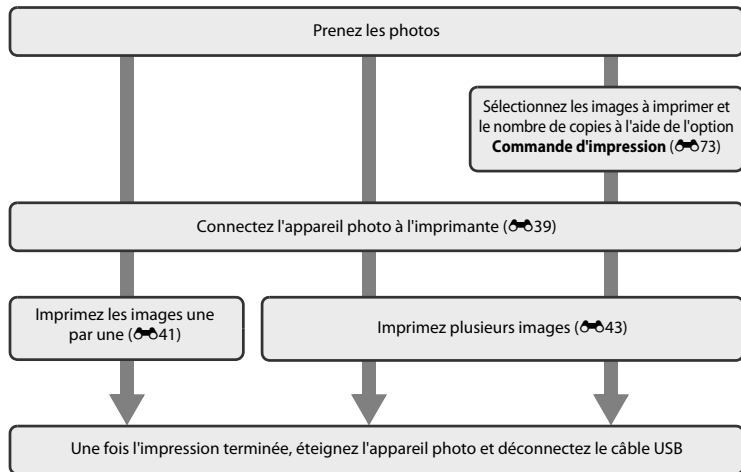 Prenez les photos
Sélectionnez les images à imprimer et
le nombre de copies à l'aide de l'option
Commande d'impression (73)
Connectez l'appareil photo à l'imprimante (39)
Imprimez les images une
par une (41)
Imprimez plusieurs images (43)
Une fois l'impression terminée, éteignez l'appareil photo et déconnectez le câble USB